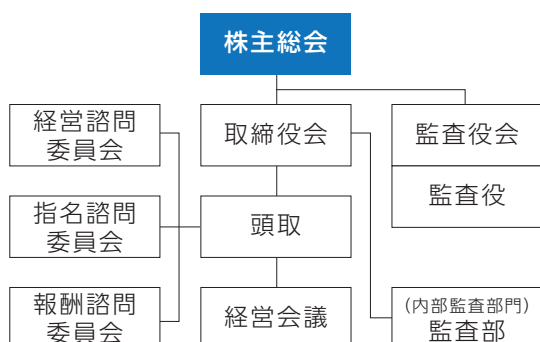 株主総会
経営諮問
委員会
取締役会
監査役会
監査役
指名諮問
委員会
頭取
報酬諮問
委員会
経営会議
(内部監査部門)
監査部